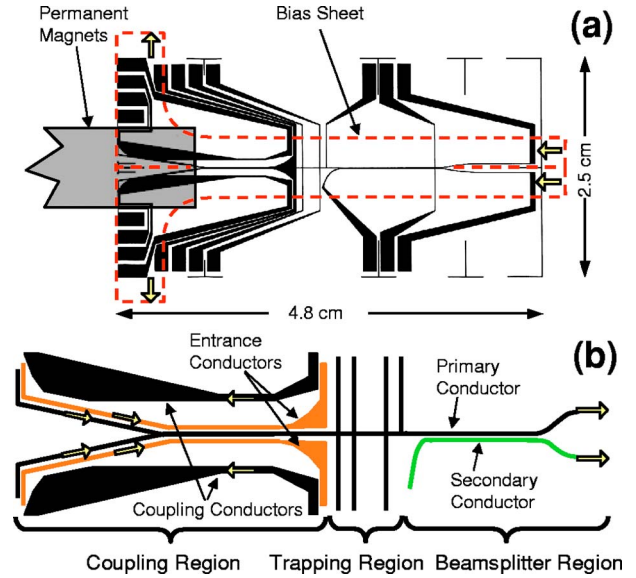 Permanent
Magnets
Bias Sheet
(a)
2.5 cm
4.8 cm
(b)
Entrance
Conductors
Primary
Conductor
Coupling Conductors
Secondary
Conductor
Coupling Region
Trapping Region
Beamsplitter Region